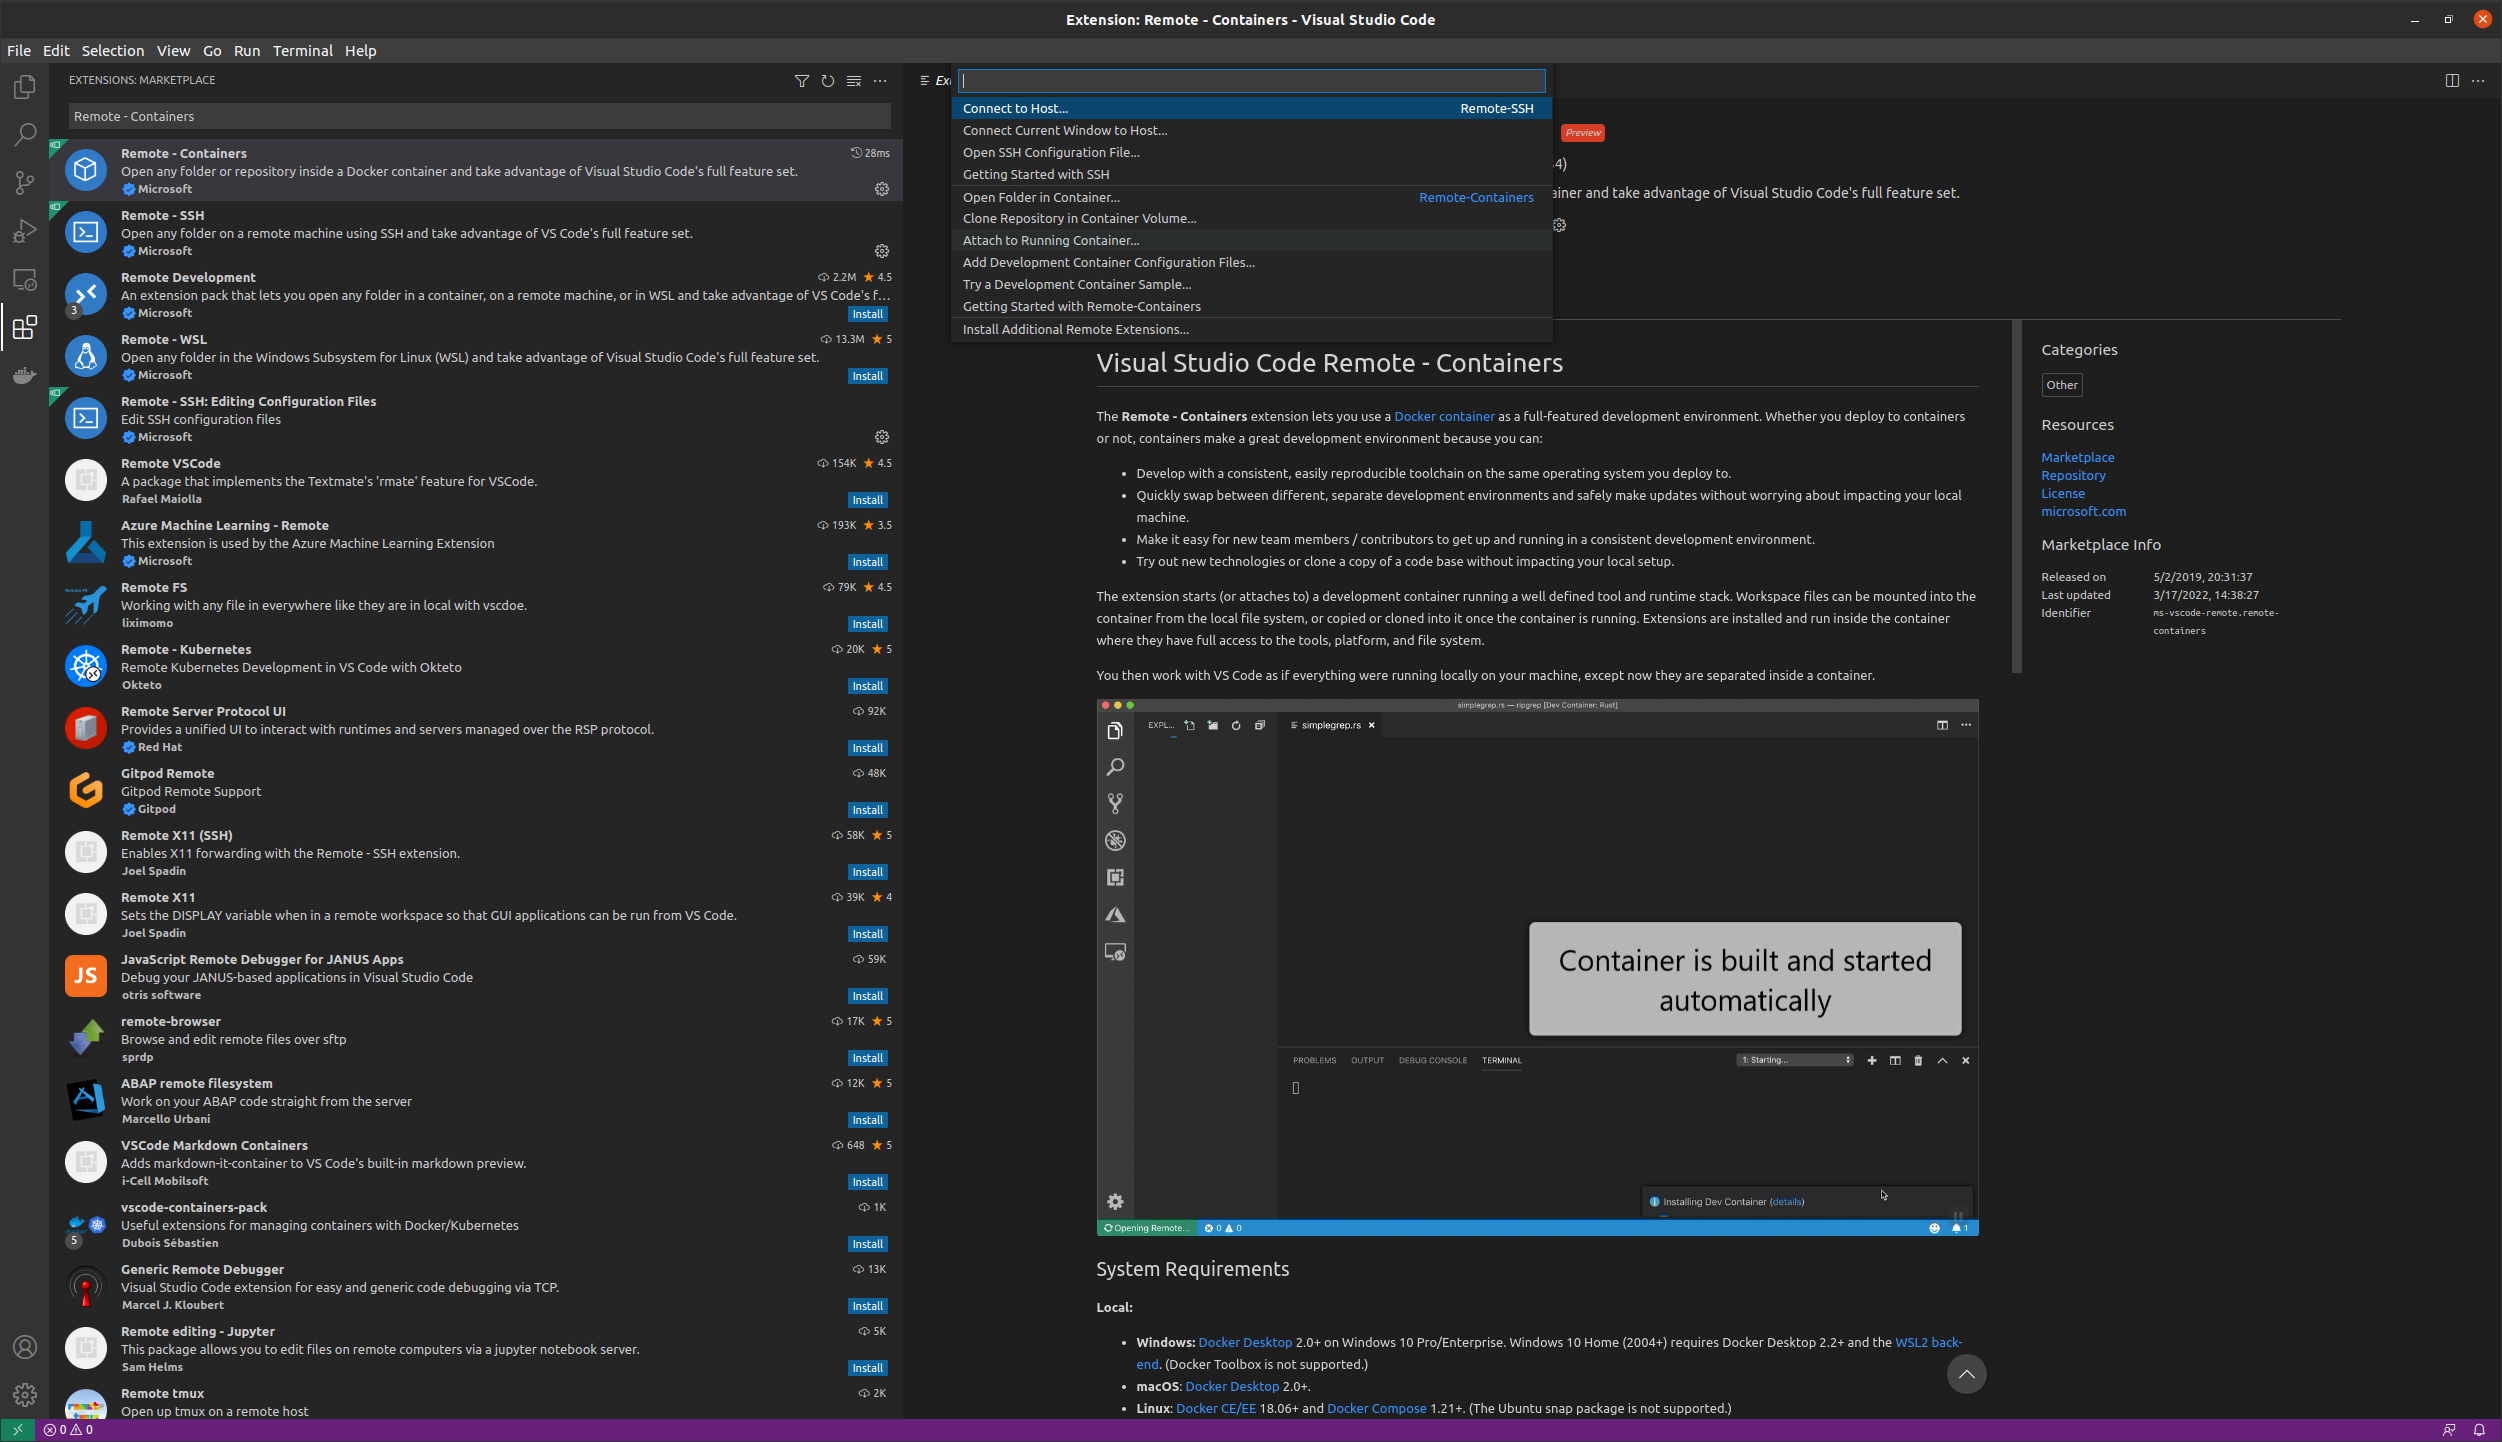 Extension: Remote - Containers - Visual Studio Code
File Edit Selection View Go Run Terminal Help
EXTENSIONS: MARKETPLACE
Remote - Containers
Remote - Containers 28ms
Open any folder or repository inside a Docker container and take advantage of Visual Studio Code's full feature set.
Microsoft
Remote - SSH
Open any folder on a remote machine using SSH and take advantage of VS Code's full feature set.
Microsoft
Remote Development 2.2M 4.5
An extension pack that lets you open any folder in a container, on a remote machine, or in WSL and take advantage of VS Code's f...
3 Microsoft Install
Remote - WSL 13.3M 5
Open any folder in the Windows Subsystem for Linux (WSL) and take advantage of Visual Studio Code's full feature set.
Microsoft Install
Remote - SSH: Editing Configuration Files
Edit SSH configuration files
Microsoft
Remote VSCode 154K 4.5
A package that implements the Textmate's 'rmate' feature for VSCode.
Rafael Maiolla Install
Azure Machine Learning - Remote 193K 3.5
This extension is used by the Azure Machine Learning Extension
Microsoft Install
Remote FS 79K 4.5
Working with any file in everywhere like they are in local with vscdoe.
liximomo Install
Remote - Kubernetes 20K 5
Remote Kubernetes Development in VS Code with Okteto
Okteto Install
Remote Server Protocol UI 92K
Provides a unified UI to interact with runtimes and servers managed over the RSP protocol.
Red Hat Install
Gitpod Remote 48K
Gitpod Remote Support
Gitpod Install
Remote X11 (SSH) 58K 5
Enables X11 forwarding with the Remote - SSH extension.
Joel Spadin Install
Remote X11 39K 4
Sets the DISPLAY variable when in a remote workspace so that GUI applications can be run from VS Code.
Joel Spadin Install
JavaScript Remote Debugger for JANUS Apps 59K
JS Debug your JANUS-based applications in Visual Studio Code
otris software Install
remote-browser 17K 5
Browse and edit remote files over sftp
sprdp Install
ABAP remote filesystem 12K 5
Work on your ABAP code straight from the server
Marcello Urbani Install
VSCode Markdown Containers 648 5
Adds markdown-it-container to VS Code's built-in markdown preview.
i-Cell Mobilsoft Install
vscode-containers-pack 1K
Useful extensions for managing containers with Docker/Kubernetes
5 Dubois Sébastien Install
Generic Remote Debugger 13K
Visual Studio Code extension for easy and generic code debugging via TCP.
Marcel J. Kloubert Install
Remote editing - Jupyter 5K
This package allows you to edit files on remote computers via a jupyter notebook server.
Sam Helms Install
Remote tmux 2K
Open up tmux on a remote host
0 0
Connect to Host... Remote-SSH
Connect Current Window to Host...
Open SSH Configuration File...
Getting Started with SSH
Open Folder in Container... Remote-Containers
Clone Repository in Container Volume...
Attach to Running Container...
Add Development Container Configuration Files...
Try a Development Container Sample...
Getting Started with Remote-Containers
Install Additional Remote Extensions...
Preview
4)
ainer and take advantage of Visual Studio Code's full feature set.
Visual Studio Code Remote - Containers
The Remote - Containers extension lets you use a Docker container as a full-featured development environment. Whether you deploy to containers
or not, containers make a great development environment because you can:
• Develop with a consistent, easily reproducible toolchain on the same operating system you deploy to.
• Quickly swap between different, separate development environments and safely make updates without worrying about impacting your local
machine.
• Make it easy for new team members / contributors to get up and running in a consistent development environment.
• Try out new technologies or clone a copy of a code base without impacting your local setup.
The extension starts (or attaches to) a development container running a well defined tool and runtime stack. Workspace files can be mounted into the
container from the local file system, or copied or cloned into it once the container is running. Extensions are installed and run inside the container
where they have full access to the tools, platform, and file system.
You then work with VS Code as if everything were running locally on your machine, except now they are separated inside a container.
simplegrep.rs — ripgrep [Dev Container: Rust]
EXPL... simplegrep.rs
Container is built and started
automatically
PROBLEMS OUTPUT DEBUG CONSOLE TERMINAL 1: Starting...
Installing Dev Container (details)
Opening Remote... 0 0 1
System Requirements
Local:
• Windows: Docker Desktop 2.0+ on Windows 10 Pro/Enterprise. Windows 10 Home (2004+) requires Docker Desktop 2.2+ and the WSL2 back-
end. (Docker Toolbox is not supported.)
• macOS: Docker Desktop 2.0+.
• Linux: Docker CE/EE 18.06+ and Docker Compose 1.21+. (The Ubuntu snap package is not supported.)
Categories
Other
Resources
Marketplace
Repository
License
microsoft.com
Marketplace Info
Released on 5/2/2019, 20:31:37
Last updated 3/17/2022, 14:38:27
Identifier ms-vscode-remote.remote-
containers